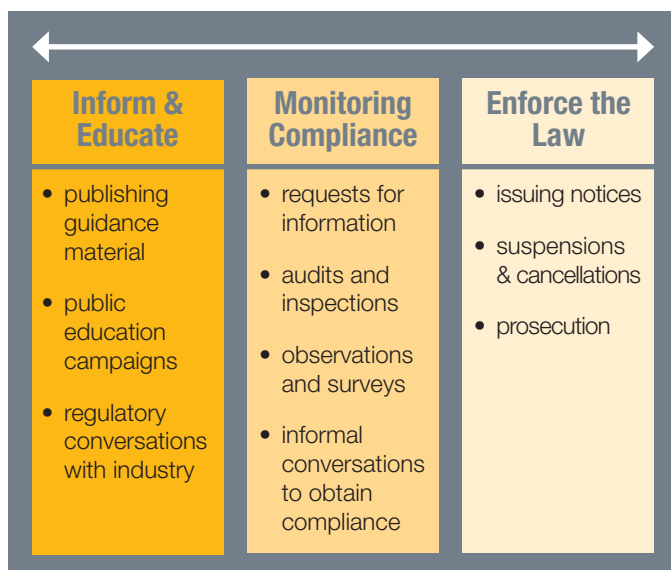 Inform &
Educate
• publishing
guidance
material
• public
education
campaigns
• regulatory
conversations
with industry
Monitoring
Compliance
• requests for
information
• audits and
inspections
• observations
and surveys
• informal
conversations
to obtain
compliance
Enforce the
Law
• issuing notices
• suspensions
& cancellations
• prosecution